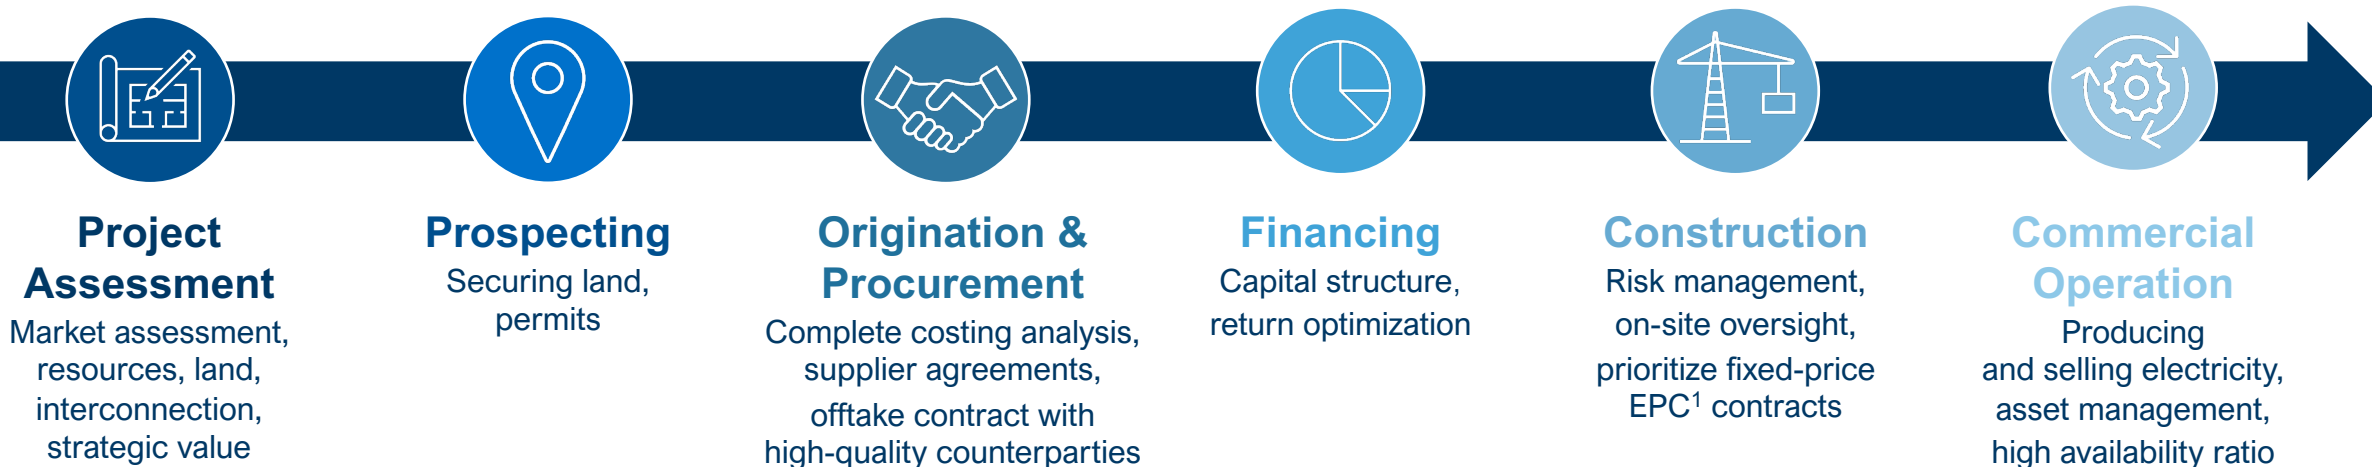 Project
Assessment
Market assessment,
resources, land,
interconnection,
strategic value
Prospecting
Securing land,
permits
Origination &
Procurement
Complete costing analysis,
supplier agreements,
offtake contract with
high-quality counterparties
Financing
Capital structure,
return optimization
Construction
Risk management,
on-site oversight,
prioritize fixed-price
EPC¹ contracts
Commercial
Operation
Producing
and selling electricity,
asset management,
high availability ratio